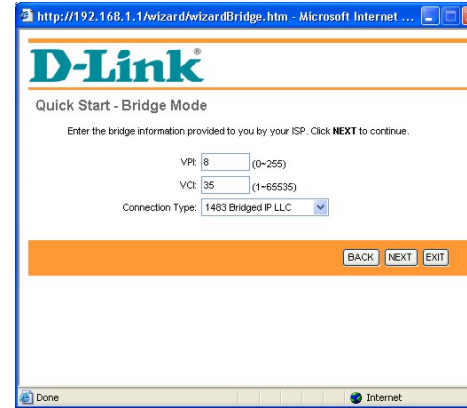 http://192.168.1.1/wizard/wizardBridge.htm - Microsoft Internet ...
D-Link®
Quick Start - Bridge Mode
Enter the bridge information provided to you by your ISP. Click NEXT to continue.
VPI: 8 (0~255)
VCI: 35 (1~65535)
Connection Type: 1483 Bridged IP LLC
BACK NEXT EXIT
Done Internet